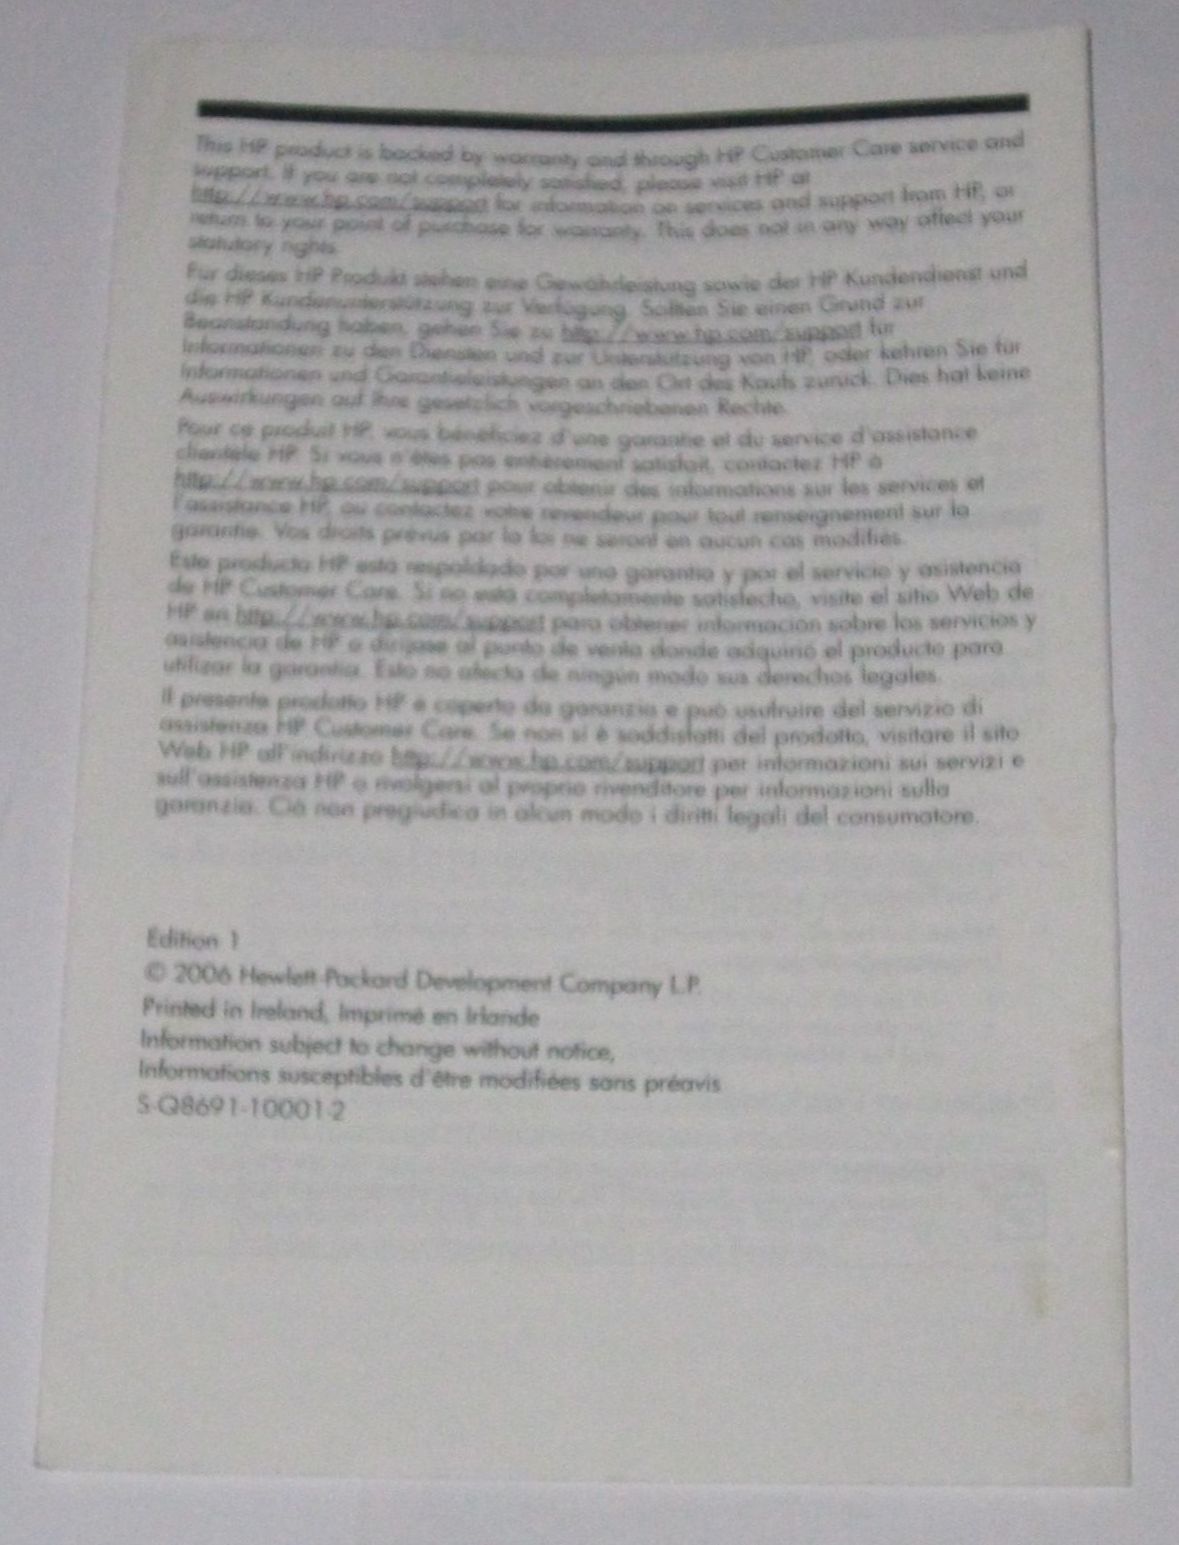 This HP product is backed by warranty and through HP Customer Care service and
support. If you are not completely satisfied, please visit HP at
http://www.hp.com/support for information on services and support from HP, or
return to your point of purchase for warranty. This does not in any way affect your
statutory rights.
Für dieses HP Produkt stehen eine Gewährleistung sowie der HP Kundendienst und
die HP Kundenunterstützung zur Verfügung. Sollten Sie einen Grund zur
Beanstandung haben, gehen Sie zu http://www.hp.com/support für
Informationen zu den Diensten und zur Unterstützung von HP, oder kehren Sie für
Informationen und Garantieleistungen an den Ort des Kaufs zurück. Dies hat keine
Auswirkungen auf Ihre gesetzlich vorgeschriebenen Rechte.
Pour ce produit HP, vous bénéficiez d'une garantie et du service d'assistance
clientèle HP. Si vous n'êtes pas entièrement satisfait, contactez HP à
http://www.hp.com/support pour obtenir des informations sur les services et
l'assistance HP, ou contactez votre revendeur pour tout renseignement sur la
garantie. Vos droits prévus par la loi ne seront en aucun cas modifiés.
Este producto HP está respaldado por una garantía y por el servicio y asistencia
de HP Customer Care. Si no está completamente satisfecho, visite el sitio Web de
HP en http://www.hp.com/support para obtener información sobre los servicios y
asistencia de HP o diríjase al punto de venta donde adquirió el producto para
utilizar la garantía. Esto no afecta de ningún modo sus derechos legales.
Il presente prodotto HP è coperto da garanzia e può usufruire del servizio di
assistenza HP Customer Care. Se non si è soddisfatti del prodotto, visitare il sito
Web HP all'indirizzo http://www.hp.com/support per informazioni sui servizi e
sull'assistenza HP o rivolgersi al proprio rivenditore per informazioni sulla
garanzia. Ciò non pregiudica in alcun modo i diritti legali del consumatore.
Edition 1
© 2006 Hewlett-Packard Development Company L.P.
Printed in Ireland, Imprimé en Irlande
Information subject to change without notice,
Informations susceptibles d'être modifiées sans préavis
S-Q8691-10001-2